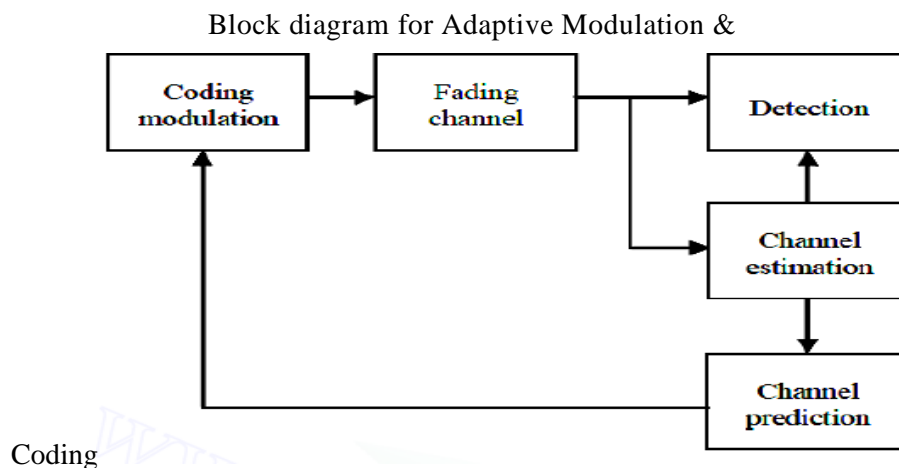 Block diagram for Adaptive Modulation &
Coding
modulation
Fading
channel
Detection
Channel
estimation
Channel
prediction
Coding